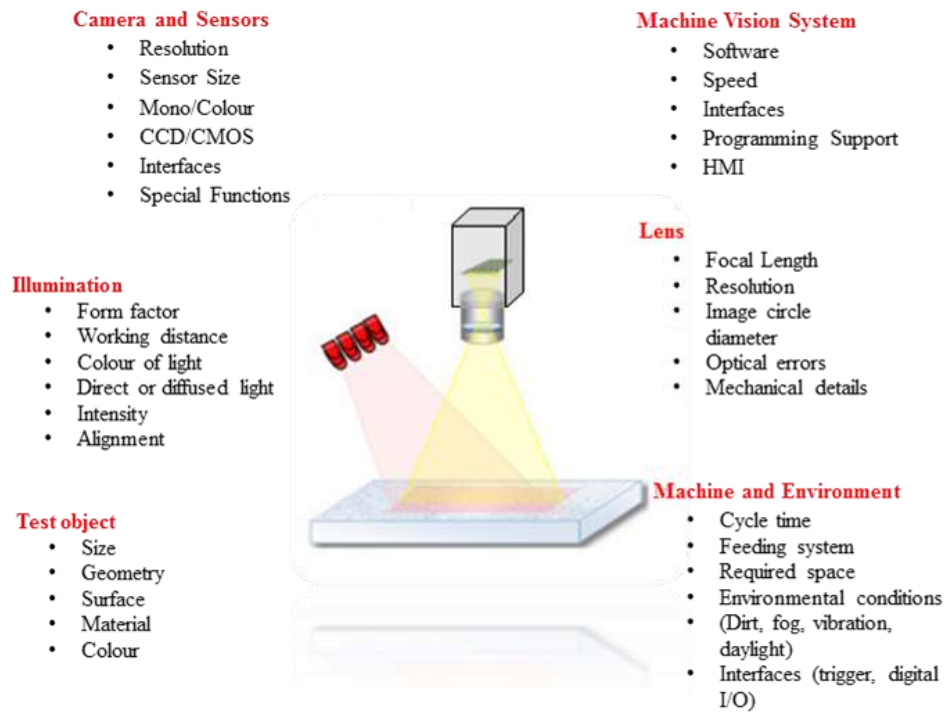 Camera and Sensors
• Resolution
• Sensor Size
• Mono/Colour
• CCD/CMOS
• Interfaces
• Special Functions
Machine Vision System
• Software
• Speed
• Interfaces
• Programming Support
• HMI
Illumination
• Form factor
• Working distance
• Colour of light
• Direct or diffused light
• Intensity
• Alignment
Lens
• Focal Length
• Resolution
• Image circle
diameter
• Optical errors
• Mechanical details
Test object
• Size
• Geometry
• Surface
• Material
• Colour
Machine and Environment
• Cycle time
• Feeding system
• Required space
• Environmental conditions
• (Dirt, fog, vibration,
daylight)
• Interfaces (trigger, digital
I/O)